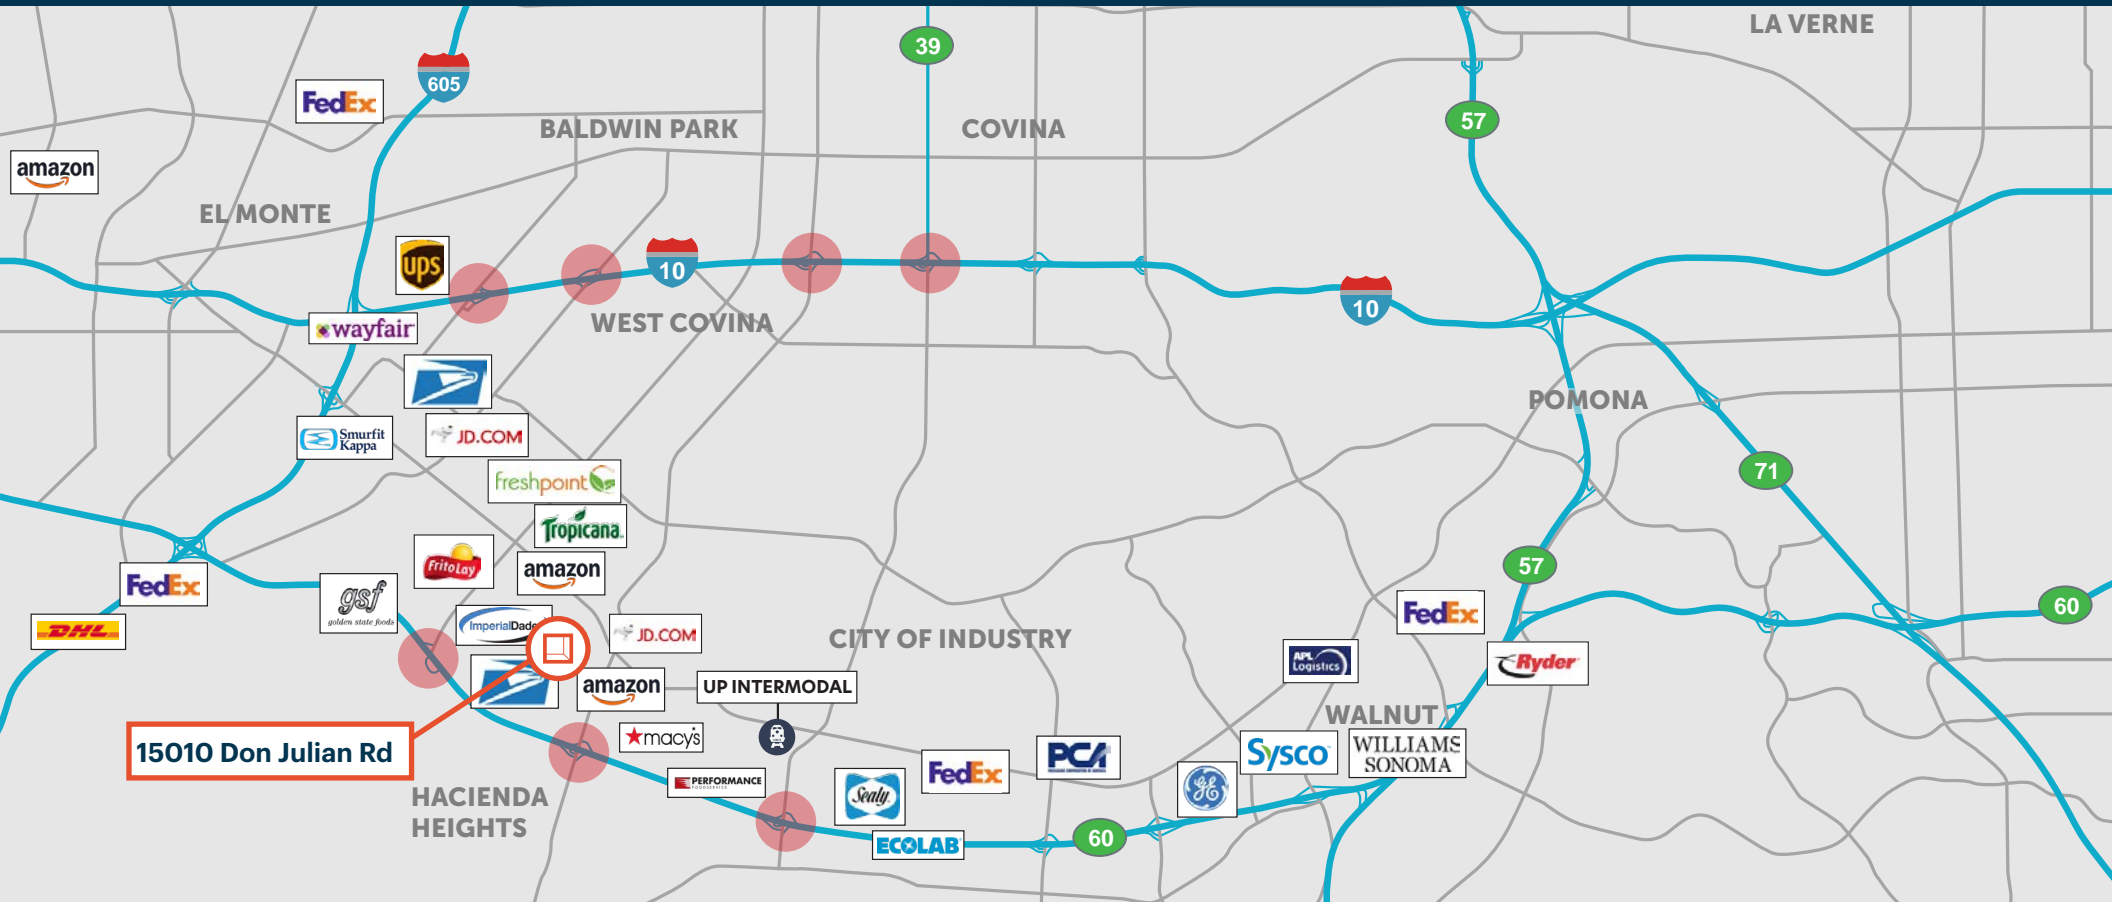 LA VERNE
39
605
FedEx
57
BALDWIN PARK
COVINA
amazon
EL MONTE
ups
10
10
wayfair
WEST COVINA
POMONA
Smurfit
Kappa
JD.COM
71
freshpoint
Tropicana
FritoLay
amazon
57
FedEx
gsf
golden state foods
60
FedEx
DHL
ImperialDade
JD.COM
CITY OF INDUSTRY
APL
Logistics
Ryder
amazon
UP INTERMODAL
WALNUT
15010 Don Julian Rd
★macy's
Sysco
WILLIAMS
SONOMA
PCA
FedEx
PERFORMANCE
FOODSERVICE
GE
Sealy
HACIENDA
HEIGHTS
ECOLAB
60